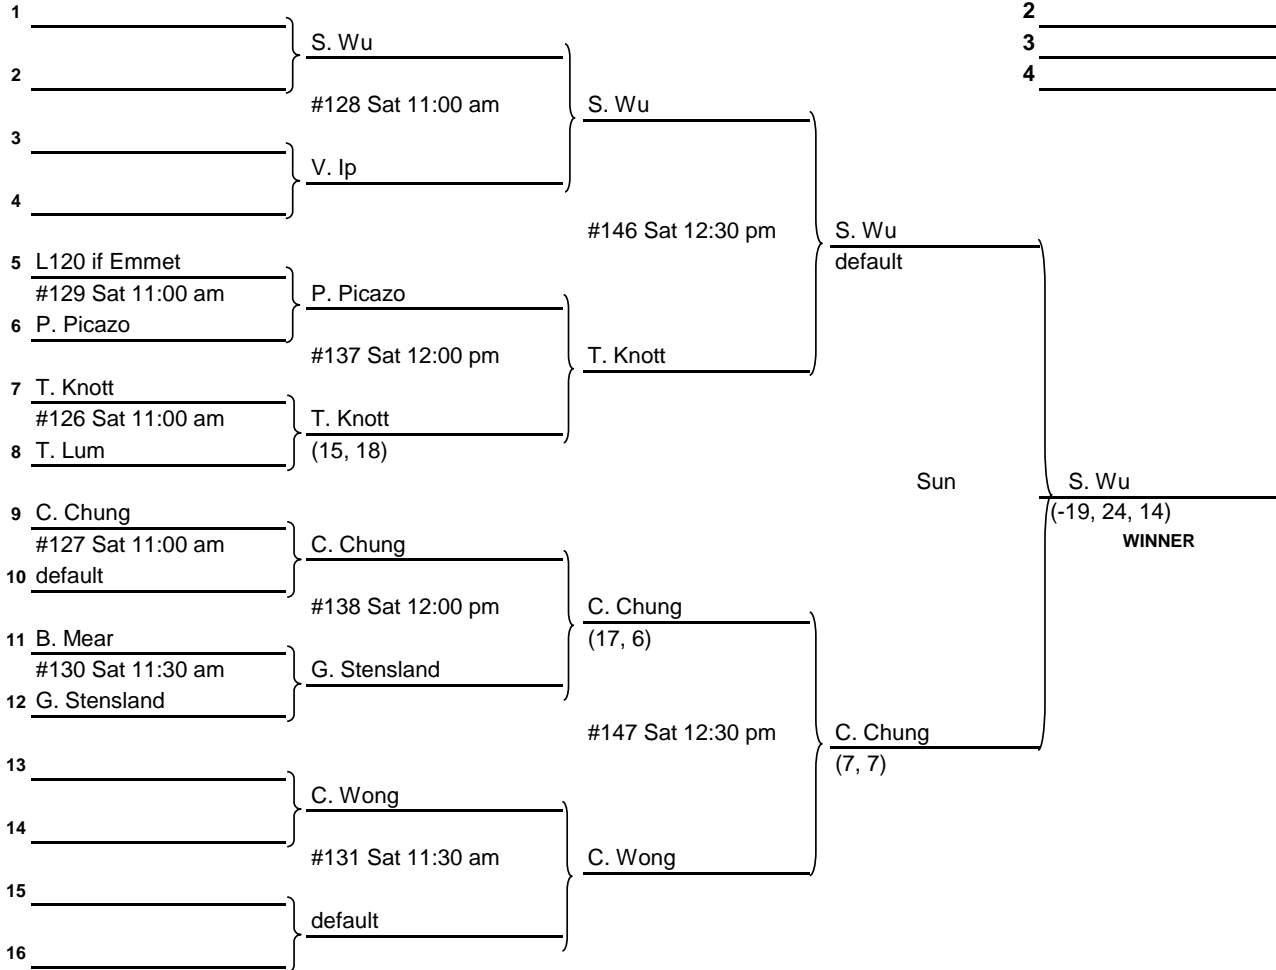 1
2
S. Wu
3
2
4
#128 Sat 11:00 am
S. Wu
3
V. Ip
4
#146 Sat 12:30 pm
S. Wu
5 L120 if Emmet
default
#129 Sat 11:00 am
P. Picazo
6 P. Picazo
#137 Sat 12:00 pm
T. Knott
7 T. Knott
#126 Sat 11:00 am
T. Knott
8 T. Lum
(15, 18)
Sun
S. Wu
9 C. Chung
(-19, 24, 14)
#127 Sat 11:00 am
C. Chung
WINNER
10 default
#138 Sat 12:00 pm
C. Chung
11 B. Mear
(17, 6)
#130 Sat 11:30 am
G. Stensland
12 G. Stensland
#147 Sat 12:30 pm
C. Chung
13
(7, 7)
C. Wong
14
#131 Sat 11:30 am
C. Wong
15
default
16